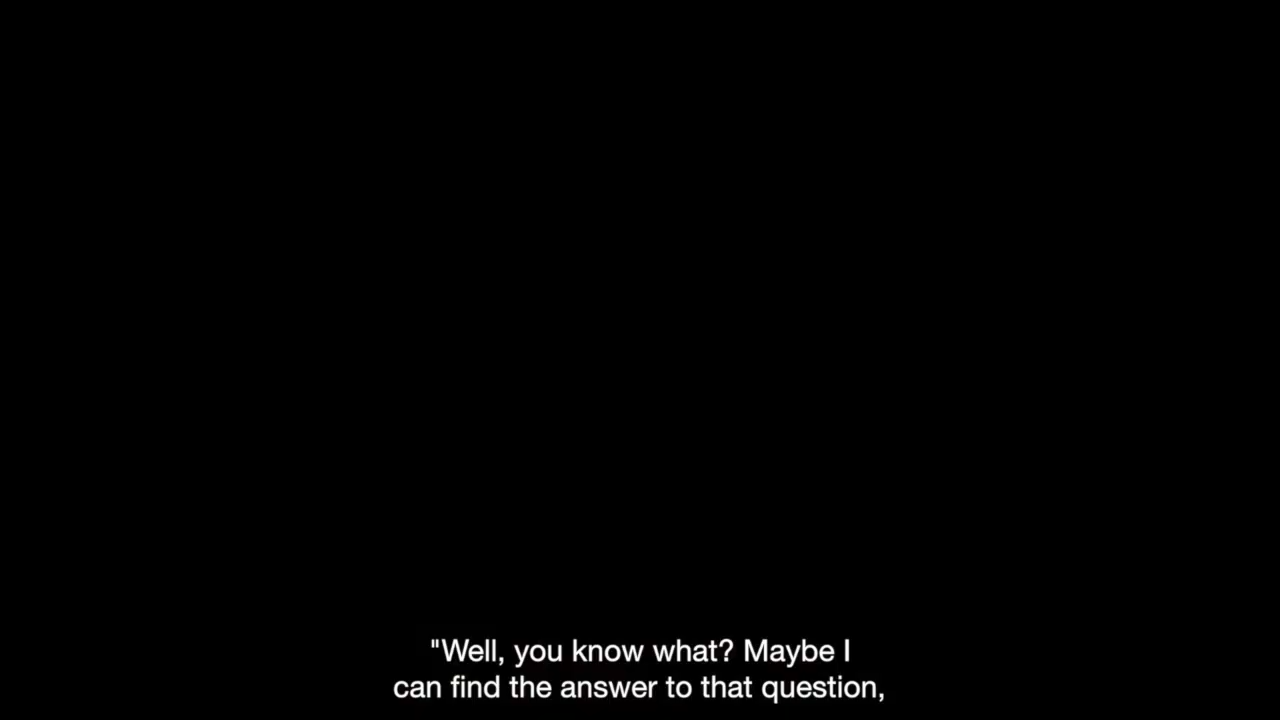 "Well, you know what? Maybe I
can find the answer to that question,